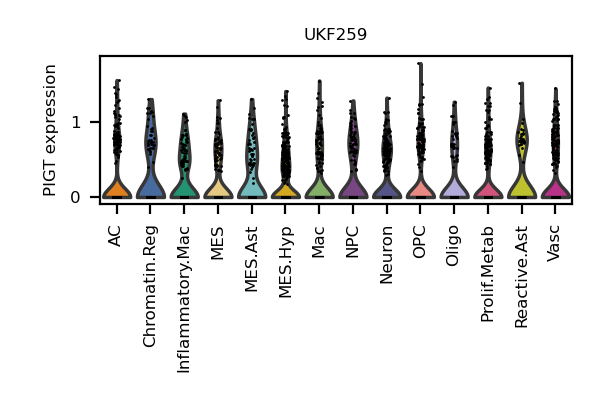 UKF259
PIGT expression
1
0
AC
Chromatin.Reg
Inflammatory.Mac
MES
MES.Ast
MES.Hyp
Mac
NPC
Neuron
OPC
Oligo
Prolif.Metab
Reactive.Ast
Vasc